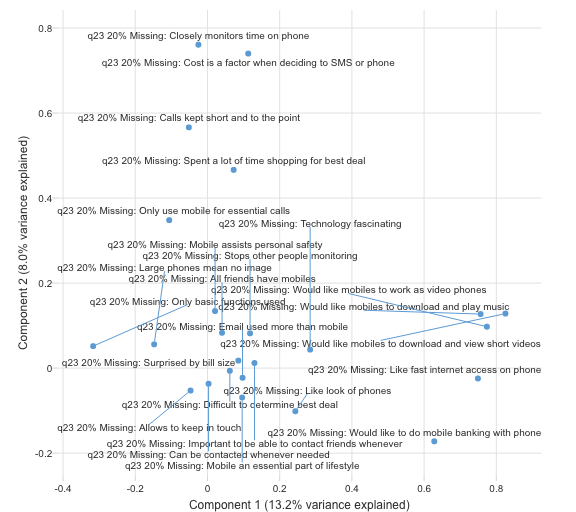 0.8
q23 20% Missing: Closely monitors time on phone
q23 20% Missing: Cost is a factor when deciding to SMS or phone
0.6
q23 20% Missing: Calls kept short and to the point
q23 20% Missing: Spent a lot of time shopping for best deal
0.4
q23 20% Missing: Only use mobile for essential calls
q23 20% Missing: Technology fascinating
q23 20% Missing: Mobile assists personal safety
q23 20% Missing: Stops other people monitoring
q23 20% Missing: Large phones mean no image
q23 20% Missing: All friends have mobiles
0.2
q23 20% Missing: Would like mobiles to work as video phones
q23 20% Missing: Only basic functions used
q23 20% Missing: Would like mobiles to download and play music
q23 20% Missing: Email used more than mobile
q23 20% Missing: Would like mobiles to download and view short videos
q23 20% Missing: Surprised by bill size
0
q23 20% Missing: Like fast internet access on phone
q23 20% Missing: Like look of phones
q23 20% Missing: Difficult to determine best deal
q23 20% Missing: Allows to keep in touch
q23 20% Missing: Would like to do mobile banking with phone
q23 20% Missing: Important to be able to contact friends whenever
-0.2
q23 20% Missing: Can be contacted whenever needed
q23 20% Missing: Mobile an essential part of lifestyle
-0.4
-0.2
0
0.2
0.4
0.6
0.8
Component 1 (13.2% variance explained)
Component 2 (8.0% variance explained)